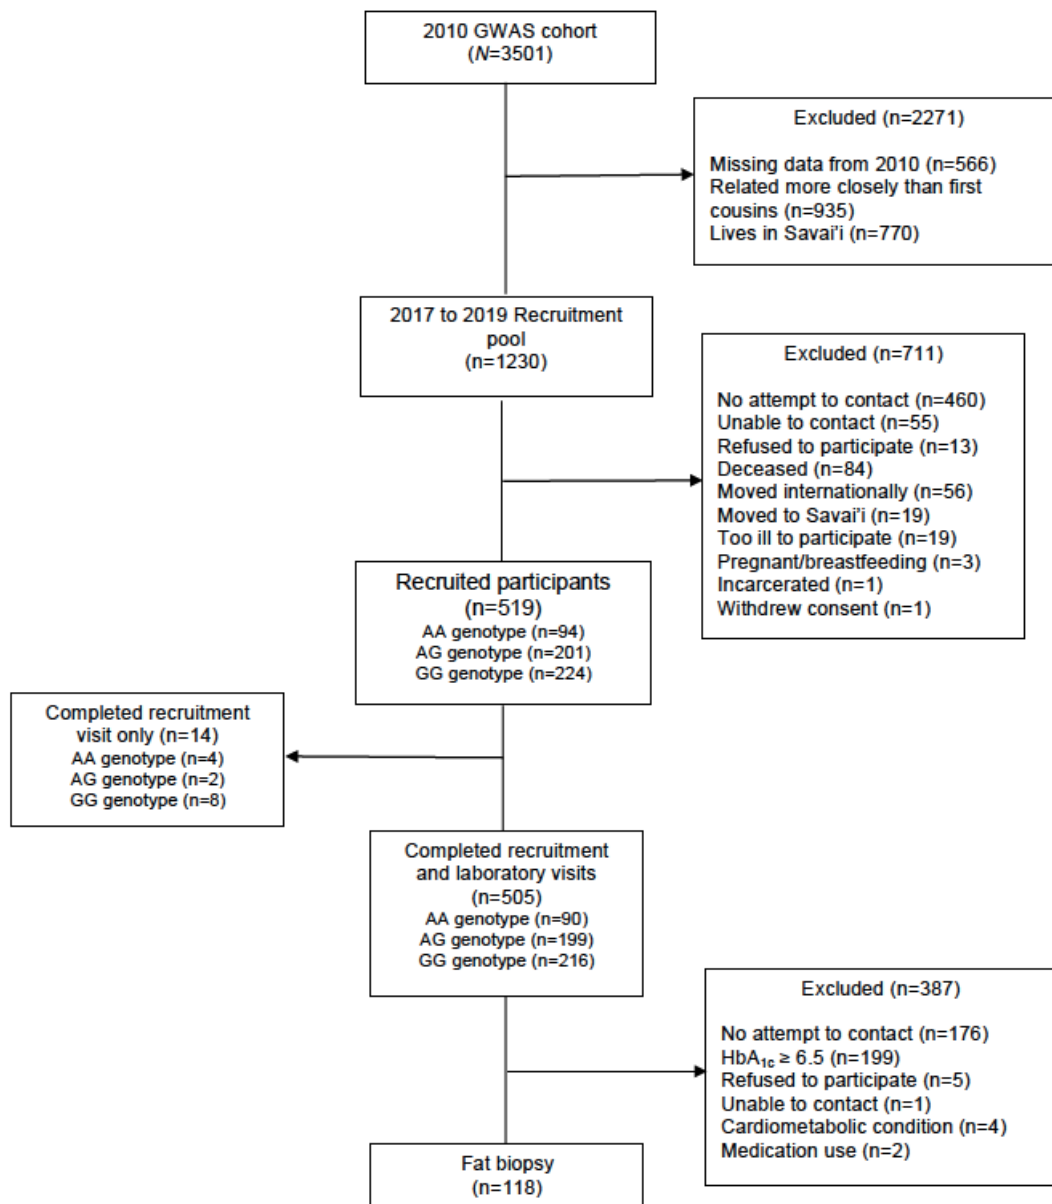 2010 GWAS cohort
(N=3501)
Excluded (n=2271)
Missing data from 2010 (n=566)
Related more closely than first
cousins (n=935)
Lives in Savai'i (n=770)
2017 to 2019 Recruitment
pool
(n=1230)
Excluded (n=711)
No attempt to contact (n=460)
Unable to contact (n=55)
Refused to participate (n=13)
Deceased (n=84)
Moved internationally (n=56)
Moved to Savai'i (n=19)
Too ill to participate (n=19)
Pregnant/breastfeeding (n=3)
Incarcerated (n=1)
Withdrew consent (n=1)
Recruited participants
(n=519)
AA genotype (n=94)
AG genotype (n=201)
GG genotype (n=224)
Completed recruitment
visit only (n=14)
AA genotype (n=4)
AG genotype (n=2)
GG genotype (n=8)
Completed recruitment
and laboratory visits
(n=505)
AA genotype (n=90)
AG genotype (n=199)
GG genotype (n=216)
Excluded (n=387)
No attempt to contact (n=176)
HbA1c ≥ 6.5 (n=199)
Refused to participate (n=5)
Unable to contact (n=1)
Cardiometabolic condition (n=4)
Medication use (n=2)
Fat biopsy
(n=118)